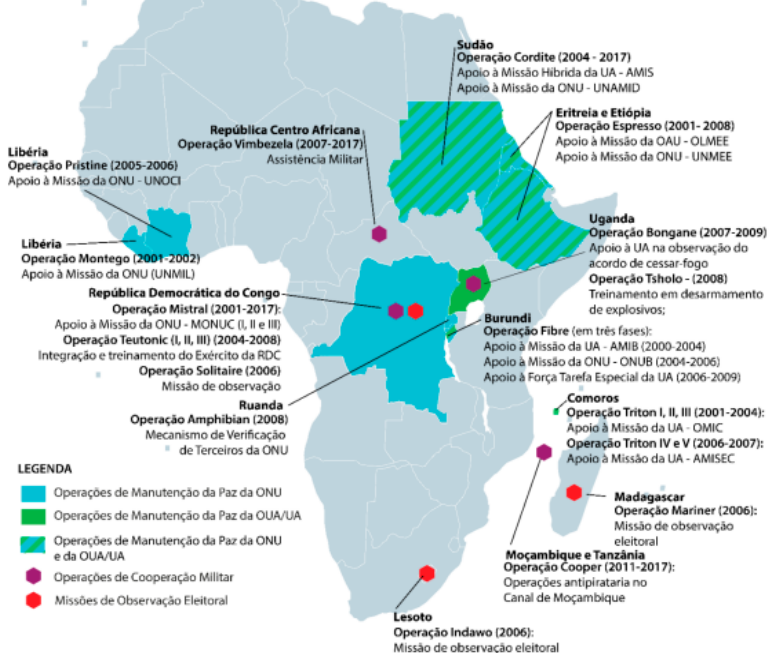 Sudão
Operação Cordite (2004 - 2017)
Apoio à Missão Híbrida da UA - AMIS
Apoio à Missão da ONU - UNAMID
Eritreia e Etiópia
Operação Espresso (2001- 2008)
Apoio à Missão da OAU - OLMEE
Apoio à Missão da ONU - UNMEE
República Centro Africana
Operação Vimbezela (2007-2017)
Assistência Militar
Libéria
Operação Pristine (2005-2006)
Apoio à Missão da ONU - UNOCI
Libéria
Operação Montego (2001-2002)
Apoio à Missão da ONU (UNMIL)
Uganda
Operação Bongane (2007-2009)
Apoio à UA na observação do
acordo de cessar-fogo
Operação Tsholo - (2008)
Treinamento em desarmamento
de explosivos;
República Democrática do Congo
Operação Mistral (2001-2017):
Apoio à Missão da ONU - MONUC (I, II e III)
Operação Teutonic (I, II, III) (2004-2008)
Integração e treinamento do Exército da RDC
Operação Solitaire (2006)
Missão de observação
Burundi
Operação Fibre (em três fases):
Apoio à Missão da UA - AMIB (2000-2004)
Apoio à Missão da ONU - ONUB (2004-2006)
Apoio à Força Tarefa Especial da UA (2006-2009)
Ruanda
Operação Amphibian (2008)
Mecanismo de Verificação
de Terceiros da ONU
Comoros
Operação Triton I, II, III (2001-2004):
Apoio à Missão da UA - OMIC
Operação Triton IV e V (2006-2007):
Apoio à Missão da UA - AMISEC
Madagascar
Operação Mariner (2006):
Missão de observação
eleitoral
Moçambique e Tanzânia
Operação Cooper (2011-2017):
Operações antipirataria no
Canal de Moçambique
Lesoto
Operação Indawo (2006):
Missão de observação eleitoral
LEGENDA
Operações de Manutenção da Paz da ONU
Operações de Manutenção da Paz da OUA/UA
Operações de Manutenção da Paz da ONU
e da OUA/UA
Operações de Cooperação Militar
Missões de Observação Eleitoral